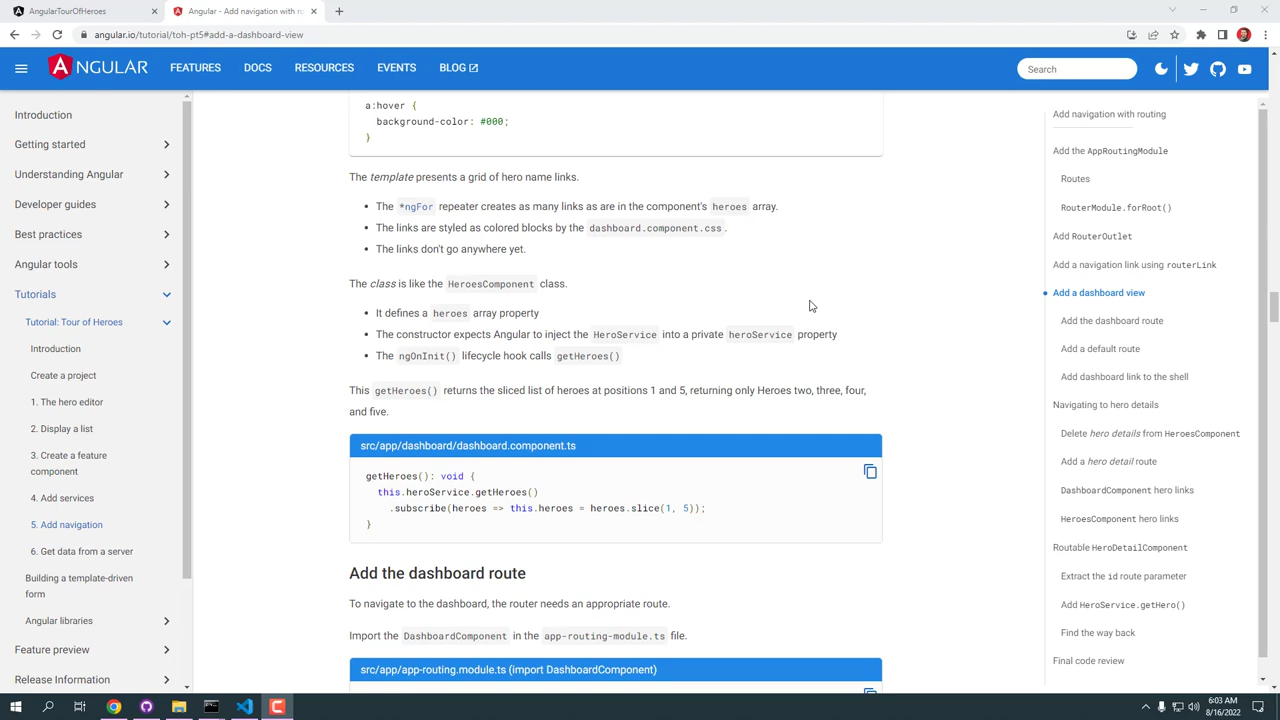 AngularTourOfHeroes
Angular - Add navigation with ro
angular.io/tutorial/toh-pt5#add-a-dashboard-view
ANGULAR
FEATURES
DOCS
RESOURCES
EVENTS
BLOG
Search
Introduction
Getting started
Understanding Angular
Developer guides
Best practices
Angular tools
Tutorials
Tutorial: Tour of Heroes
Introduction
Create a project
1. The hero editor
2. Display a list
3. Create a feature
component
4. Add services
5. Add navigation
6. Get data from a server
Building a template-driven
form
Angular libraries
Feature preview
Release Information
a:hover {
background-color: #000;
}
The template presents a grid of hero name links.
The *ngFor repeater creates as many links as are in the component's heroes array.
The links are styled as colored blocks by the dashboard.component.css.
The links don't go anywhere yet.
The class is like the HeroesComponent class.
It defines a heroes array property
The constructor expects Angular to inject the HeroService into a private heroService property
The ngOnInit() lifecycle hook calls getHeroes()
This getHeroes() returns the sliced list of heroes at positions 1 and 5, returning only Heroes two, three, four,
and five.
src/app/dashboard/dashboard.component.ts
getHeroes(): void {
this.heroService.getHeroes()
.subscribe(heroes => this.heroes = heroes.slice(1, 5));
}
Add the dashboard route
To navigate to the dashboard, the router needs an appropriate route.
Import the DashboardComponent in the app-routing-module.ts file.
src/app/app-routing.module.ts (import DashboardComponent)
Add navigation with routing
Add the AppRoutingModule
Routes
RouterModule.forRoot()
Add RouterOutlet
Add a navigation link using routerLink
Add a dashboard view
Add the dashboard route
Add a default route
Add dashboard link to the shell
Navigating to hero details
Delete hero details from HeroesComponent
Add a hero detail route
DashboardComponent hero links
HeroesComponent hero links
Routable HeroDetailComponent
Extract the id route parameter
Add HeroService.getHero()
Find the way back
Final code review
6:03 AM
8/16/2022